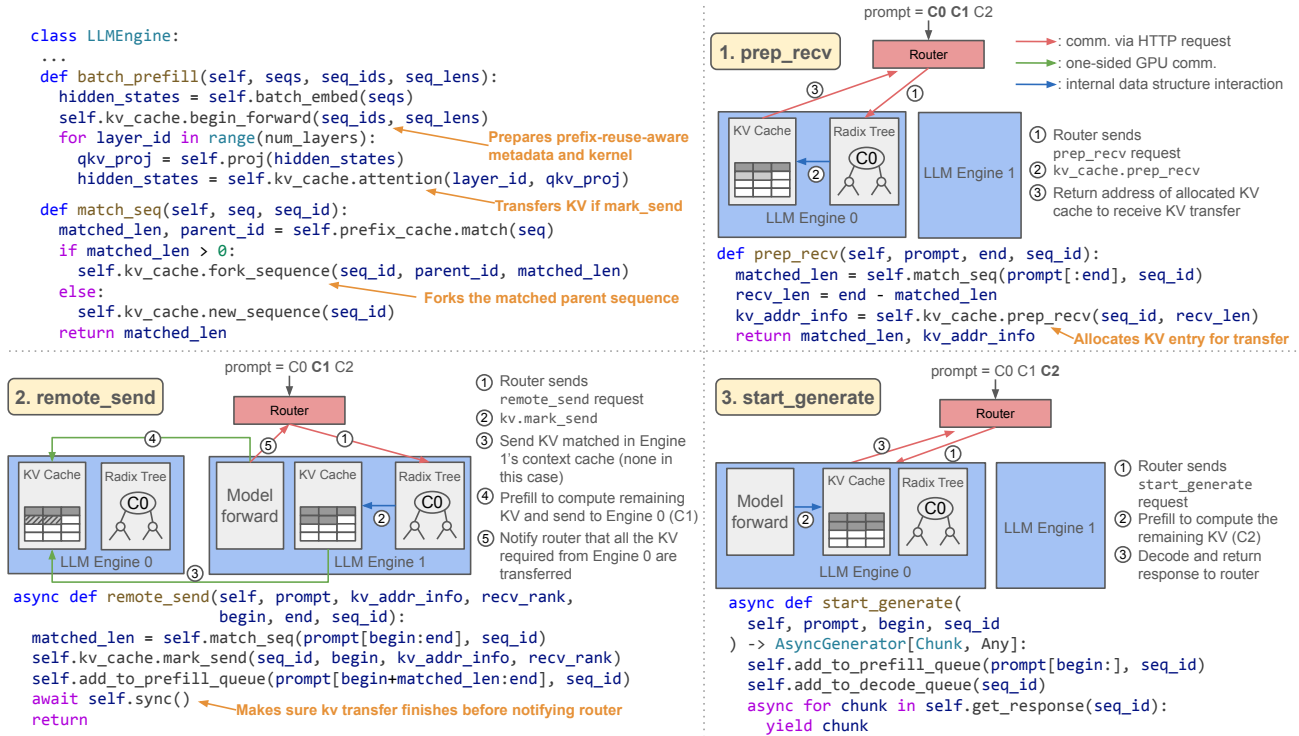 class LLMEngine:
...
def batch_prefill(self, seqs, seq_ids, seq_lens):
hidden_states = self.batch_embed(seqs)
self.kv_cache.begin_forward(seq_ids, seq_lens)
for layer_id in range(num_layers):
qkv_proj = self.proj(hidden_states)
hidden_states = self.kv_cache.attention(layer_id, qkv_proj)
Prepares prefix-reuse-aware
metadata and kernel
Transfers KV if mark_send
def match_seq(self, seq, seq_id):
matched_len, parent_id = self.prefix_cache.match(seq)
if matched_len > 0:
self.kv_cache.fork_sequence(seq_id, parent_id, matched_len)
else:
self.kv_cache.new_sequence(seq_id)
return matched_len
Forks the matched parent sequence
1. prep_recv
prompt = C0 C1 C2
Router
: comm. via HTTP request
: one-sided GPU comm.
: internal data structure interaction
3
1
KV Cache
Radix Tree
C0
2
LLM Engine 0
LLM Engine 1
1 Router sends
prep_recv request
2 kv_cache.prep_recv
3 Return address of allocated KV
cache to receive KV transfer
def prep_recv(self, prompt, end, seq_id):
matched_len = self.match_seq(prompt[:end], seq_id)
recv_len = end - matched_len
kv_addr_info = self.kv_cache.prep_recv(seq_id, recv_len)
return matched_len, kv_addr_info
Allocates KV entry for transfer
2. remote_send
prompt = C0 C1 C2
Router
4
5
1
KV Cache
Radix Tree
C0
LLM Engine 0
Model
forward
KV Cache
Radix Tree
C0
2
LLM Engine 1
3
1 Router sends
remote_send request
2 kv.mark_send
3 Send KV matched in Engine
1's context cache (none in
this case)
4 Prefill to compute remaining
KV and send to Engine 0 (C1)
5 Notify router that all the KV
required from Engine 0 are
transferred
async def remote_send(self, prompt, kv_addr_info, recv_rank,
begin, end, seq_id):
matched_len = self.match_seq(prompt[begin:end], seq_id)
self.kv_cache.mark_send(seq_id, begin, kv_addr_info, recv_rank)
self.add_to_prefill_queue(prompt[begin+matched_len:end], seq_id)
await self.sync()
return
Makes sure kv transfer finishes before notifying router
3. start_generate
prompt = C0 C1 C2
Router
3
1
Model
forward
2
KV Cache
Radix Tree
C0
LLM Engine 0
LLM Engine 1
1 Router sends
start_generate
request
2 Prefill to compute the
remaining KV (C2)
3 Decode and return
response to router
async def start_generate(
self, prompt, begin, seq_id
) -> AsyncGenerator[Chunk, Any]:
self.add_to_prefill_queue(prompt[begin:], seq_id)
self.add_to_decode_queue(seq_id)
async for chunk in self.get_response(seq_id):
yield chunk